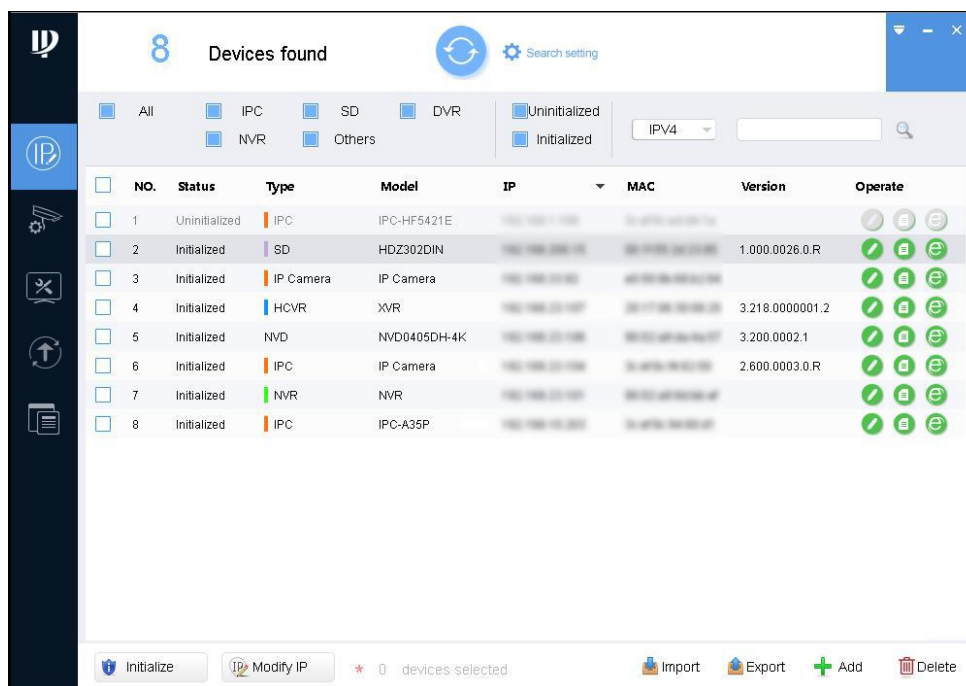 8 Devices found Search setting
All IPC SD DVR Uninitialized
NVR Others Initialized IPV4
NO. Status Type Model IP MAC Version Operate
1 Uninitialized IPC IPC-HF5421E
2 Initialized SD HDZ302DIN 1.000.0026.0.R
3 Initialized IP Camera IP Camera
4 Initialized HCVR XVR 3.218.0000001.2
5 Initialized NVD NVD0405DH-4K 3.200.0002.1
6 Initialized IPC IP Camera 2.600.0003.0.R
7 Initialized NVR NVR
8 Initialized IPC IPC-A35P
Initialize IP Modify IP * 0 devices selected Import Export Add Delete